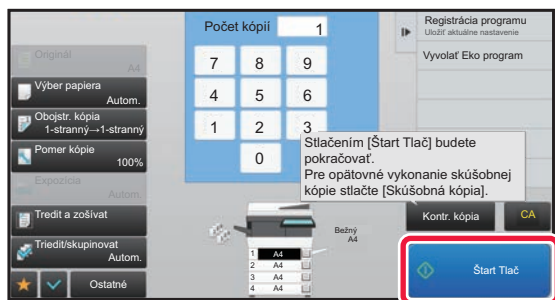 Originál
A4
Výber papiera
Autom.
Obojstr. kópia
1-stranný→1-stranný
Pomer kópie
100%
Expozícia
Autom.
Tredit a zošívat
Triediť/skupinovat
Autom.
Ostatné
Počet kópií
1
7 8 9
4 5 6
1 2 3
0
Stlačením [Štart Tlač] budete
pokračovať.
Pre opätovné vykonanie skúšobnej
kópie stlačte [Skúšobná kópia].
Bežný
A4
1 A4
2 A4
3 A4
4 A4
Registrácia programu
Uložiť aktuálne nastavenie
Vyvolať Eko program
Kontr. kópia
CA
Štart Tlač